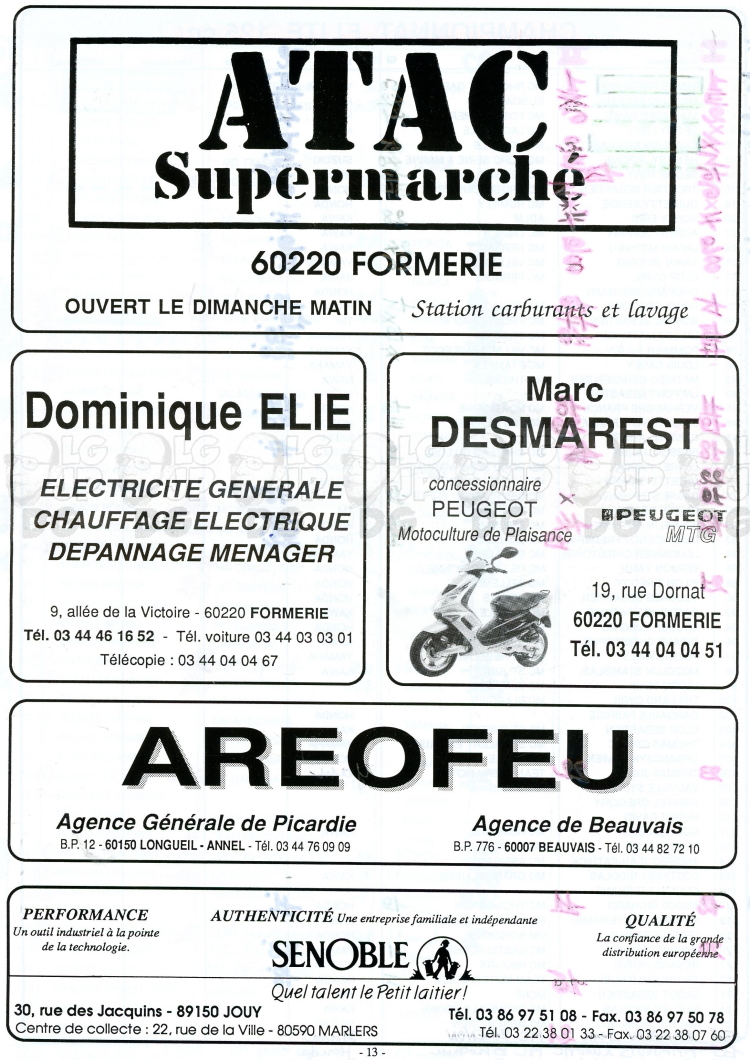 ATAC
Supermarché
60220 FORMERIE
OUVERT LE DIMANCHE MATIN Station carburants et lavage
Dominique ELIE
ELECTRICITE GENERALE
CHAUFFAGE ELECTRIQUE
DEPANNAGE MENAGER
9, allée de la Victoire - 60220 FORMERIE
Tél. 03 44 46 16 52 - Tél. voiture 03 44 03 03 01
Télécopie : 03 44 04 04 67
Marc
DESMAREST
concessionnaire
PEUGEOT
Motoculture de Plaisance
PEUGEOT
MTG
19, rue Dornat
60220 FORMERIE
Tél. 03 44 04 04 51
LG JP DG
AREOFEU
Agence Générale de Picardie
B.P. 12 - 60150 LONGUEIL - ANNEL - Tél. 03 44 76 09 09
Agence de Beauvais
B.P. 776 - 60007 BEAUVAIS - Tél. 03 44 82 72 10
PERFORMANCE
Un outil industriel à la pointe
de la technologie.
AUTHENTICITÉ Une entreprise familiale et indépendante
QUALITÉ
La confiance de la grande
distribution européenne
SENOBLE
Quel talent le Petit laitier!
30, rue des Jacquins - 89150 JOUY
Centre de collecte : 22, rue de la Ville - 80590 MARLERS
Tél. 03 86 97 51 08 - Fax. 03 86 97 50 78
Tél. 03 22 38 01 33 - Fax. 03 22 38 07 60
- 13 -